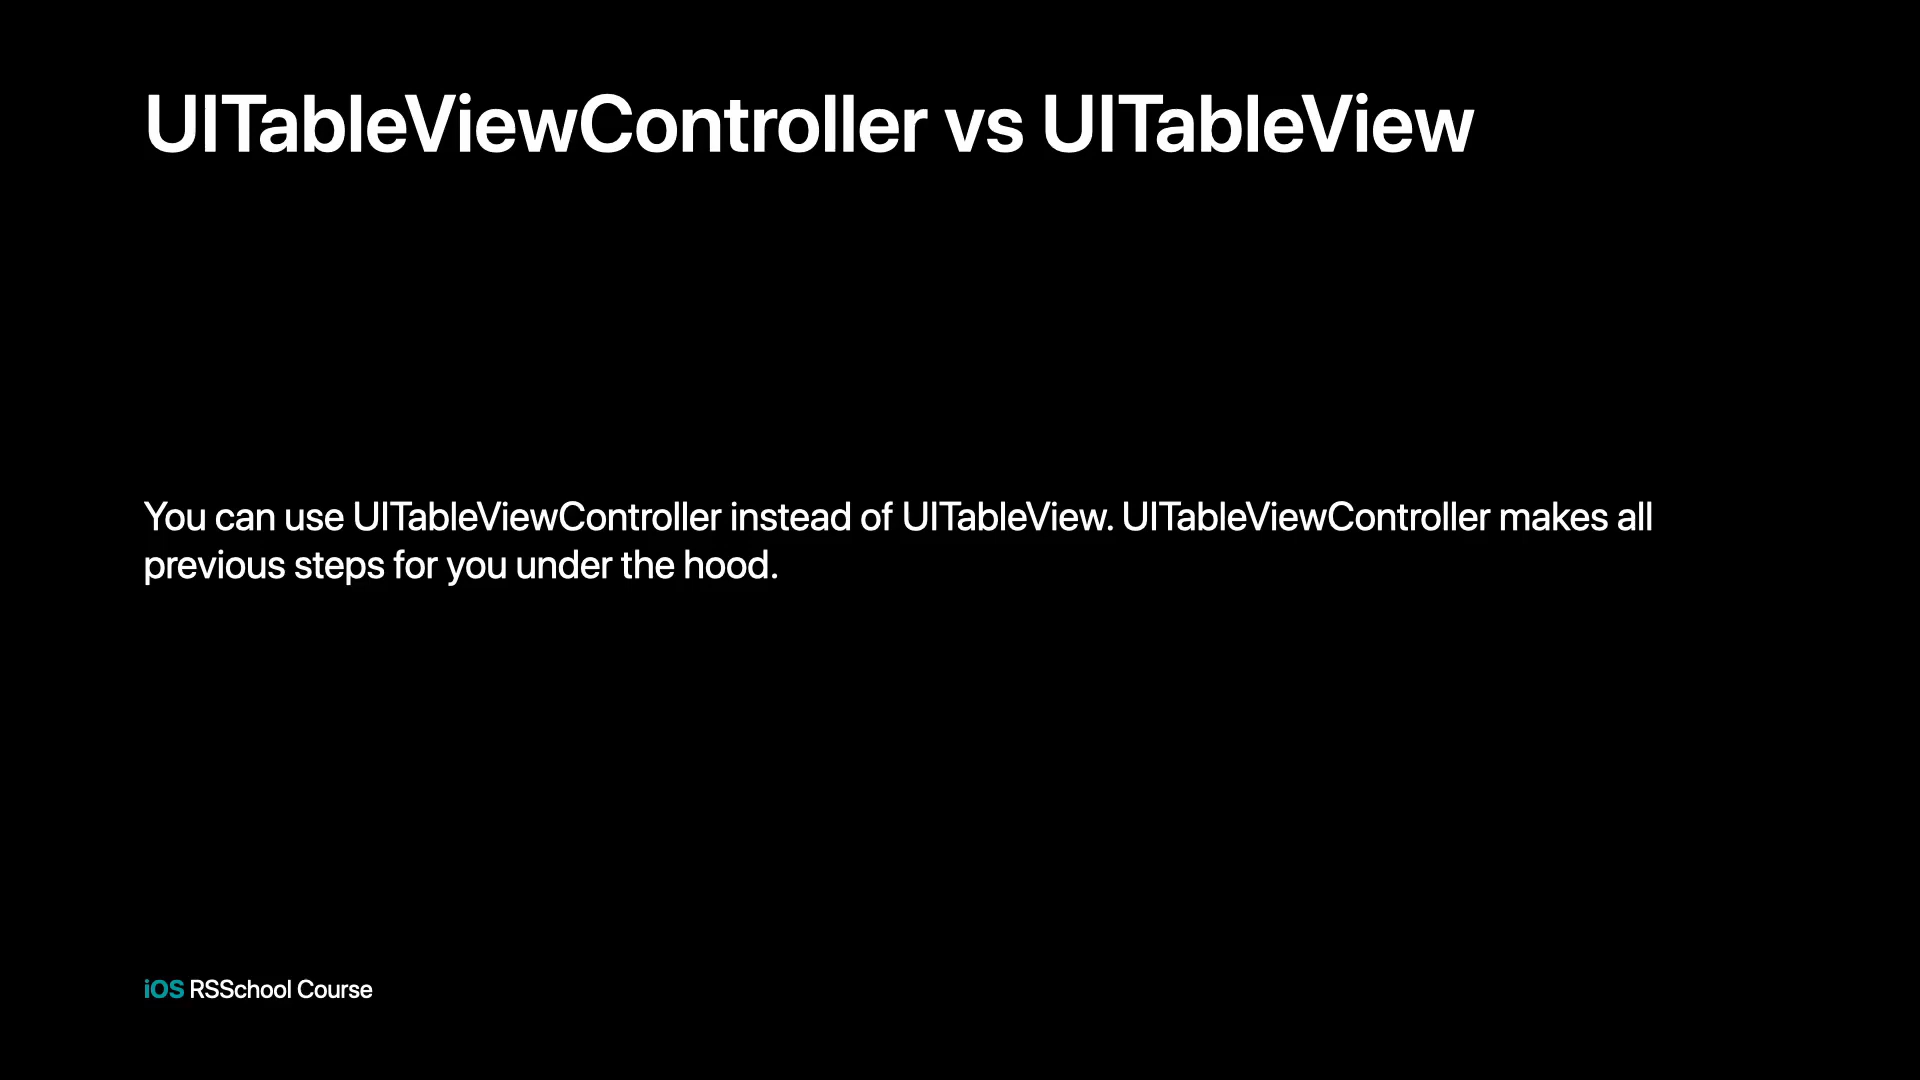 UITableViewController vs UITableView
You can use UITableViewController instead of UITableView. UITableViewController makes all
previous steps for you under the hood.
iOS RSSchool Course